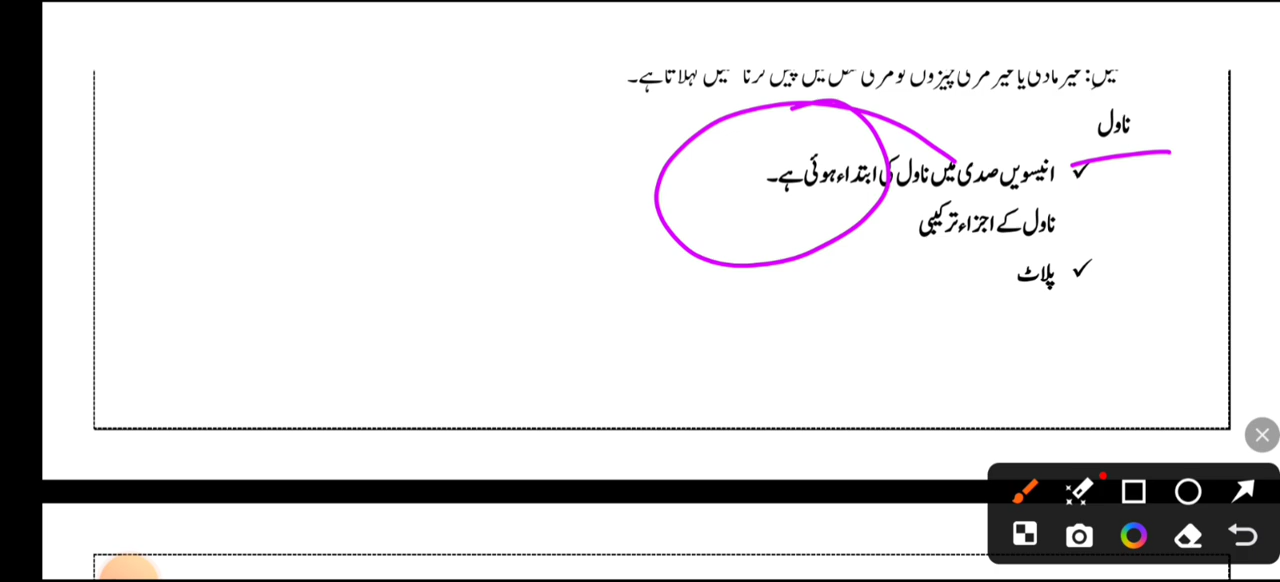 غیر مادی یا غیر مرئی چیزوں کو مرئی شکل میں پیش کرنا کہلاتا ہے۔
ناول
✓ انیسویں صدی میں ناول کی ابتداء ہوئی ہے۔
ناول کے اجزاء ترکیبی
✓ پلاٹ